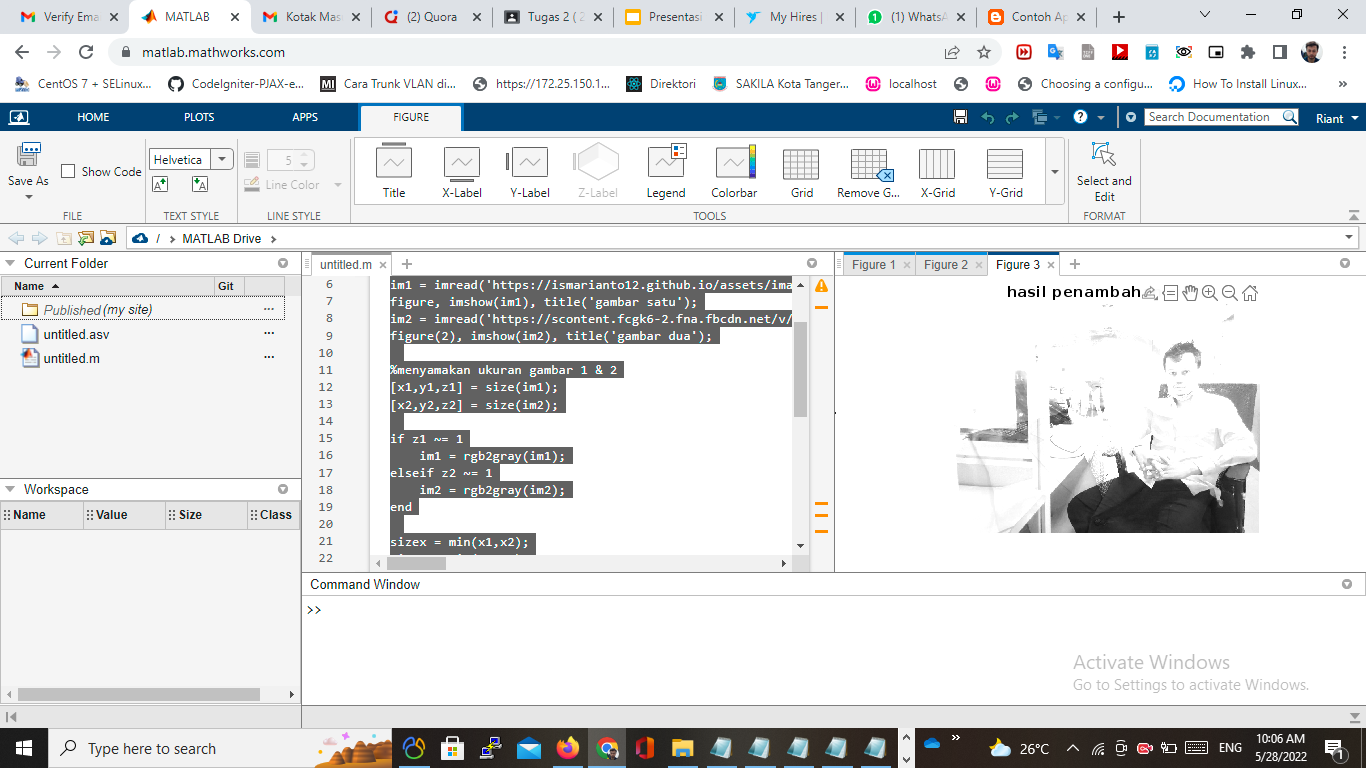 Verify Ema
MATLAB
Kotak Mas
(2) Quora
Tugas 2 ( 2
Presentasi
My Hires |
(1) WhatsA
Contoh Ap
matlab.mathworks.com
CentOS 7 + SELinux...
CodeIgniter-PJAX-e...
Cara Trunk VLAN di...
https://172.25.150.1...
Direktori
SAKILA Kota Tanger...
localhost
Choosing a configu...
How To Install Linux...
HOME
PLOTS
APPS
FIGURE
Search Documentation
Riant
Save As
Show Code
FILE
Helvetica
TEXT STYLE
5
Line Color
LINE STYLE
Title
X-Label
Y-Label
Z-Label
Legend
Colorbar
Grid
Remove G...
X-Grid
Y-Grid
TOOLS
Select and
Edit
FORMAT
/ > MATLAB Drive >
Current Folder
Name
Git
Published (my site)
untitled.asv
untitled.m
Workspace
Name
Value
Size
Class
untitled.m
6 im1 = imread('https://ismarianto12.github.io/assets/ima
7 figure, imshow(im1), title('gambar satu');
8 im2 = imread('https://scontent.fcgk6-2.fna.fbcdn.net/v/
9 figure(2), imshow(im2), title('gambar dua');
10
11 %menyamakan ukuran gambar 1 & 2
12 [x1,y1,z1] = size(im1);
13 [x2,y2,z2] = size(im2);
14
15 if z1 ~= 1
16 im1 = rgb2gray(im1);
17 elseif z2 ~= 1
18 im2 = rgb2gray(im2);
19 end
20
21 sizex = min(x1,x2);
22
Figure 1
Figure 2
Figure 3
hasil penambah
Command Window
>>
Activate Windows
Go to Settings to activate Windows.
Type here to search
26°C
ENG
10:06 AM
5/28/2022
1